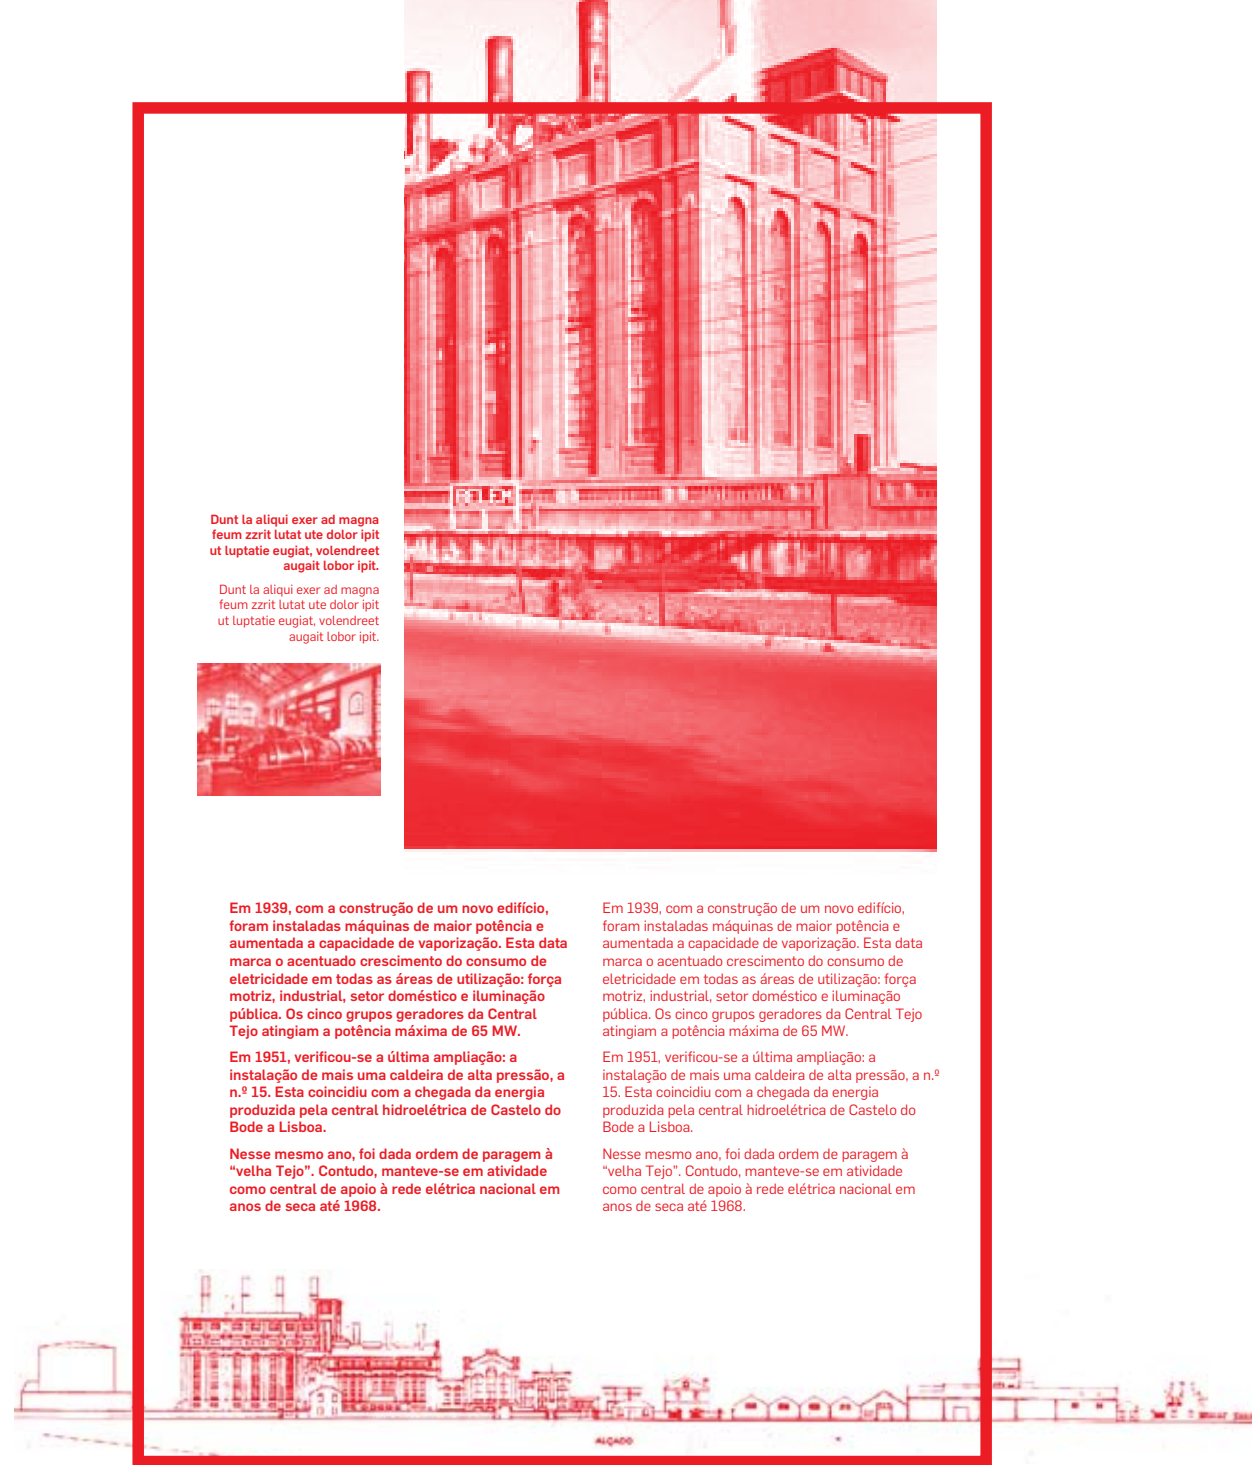 BELEM
Dunt la aliqui exer ad magna
feum zzrit lutat ute dolor ipit
ut luptatie eugiat, volendreet
augait lobor ipit.
Dunt la aliqui exer ad magna
feum zzrit lutat ute dolor ipit
ut luptatie eugiat, volendreet
augait lobor ipit.
Em 1939, com a construção de um novo edifício,
foram instaladas máquinas de maior potência e
aumentada a capacidade de vaporização. Esta data
marca o acentuado crescimento do consumo de
eletricidade em todas as áreas de utilização: força
motriz, industrial, setor doméstico e iluminação
pública. Os cinco grupos geradores da Central
Tejo atingiam a potência máxima de 65 MW.
Em 1951, verificou-se a última ampliação: a
instalação de mais uma caldeira de alta pressão, a
n.º 15. Esta coincidiu com a chegada da energia
produzida pela central hidroelétrica de Castelo do
Bode a Lisboa.
Nesse mesmo ano, foi dada ordem de paragem à
“velha Tejo”. Contudo, manteve-se em atividade
como central de apoio à rede elétrica nacional em
anos de seca até 1968.
Em 1939, com a construção de um novo edifício,
foram instaladas máquinas de maior potência e
aumentada a capacidade de vaporização. Esta data
marca o acentuado crescimento do consumo de
eletricidade em todas as áreas de utilização: força
motriz, industrial, setor doméstico e iluminação
pública. Os cinco grupos geradores da Central Tejo
atingiam a potência máxima de 65 MW.
Em 1951, verificou-se a última ampliação: a
instalação de mais uma caldeira de alta pressão, a n.º
15. Esta coincidiu com a chegada da energia
produzida pela central hidroelétrica de Castelo do
Bode a Lisboa.
Nesse mesmo ano, foi dada ordem de paragem à
“velha Tejo”. Contudo, manteve-se em atividade
como central de apoio à rede elétrica nacional em
anos de seca até 1968.
ALÇADO